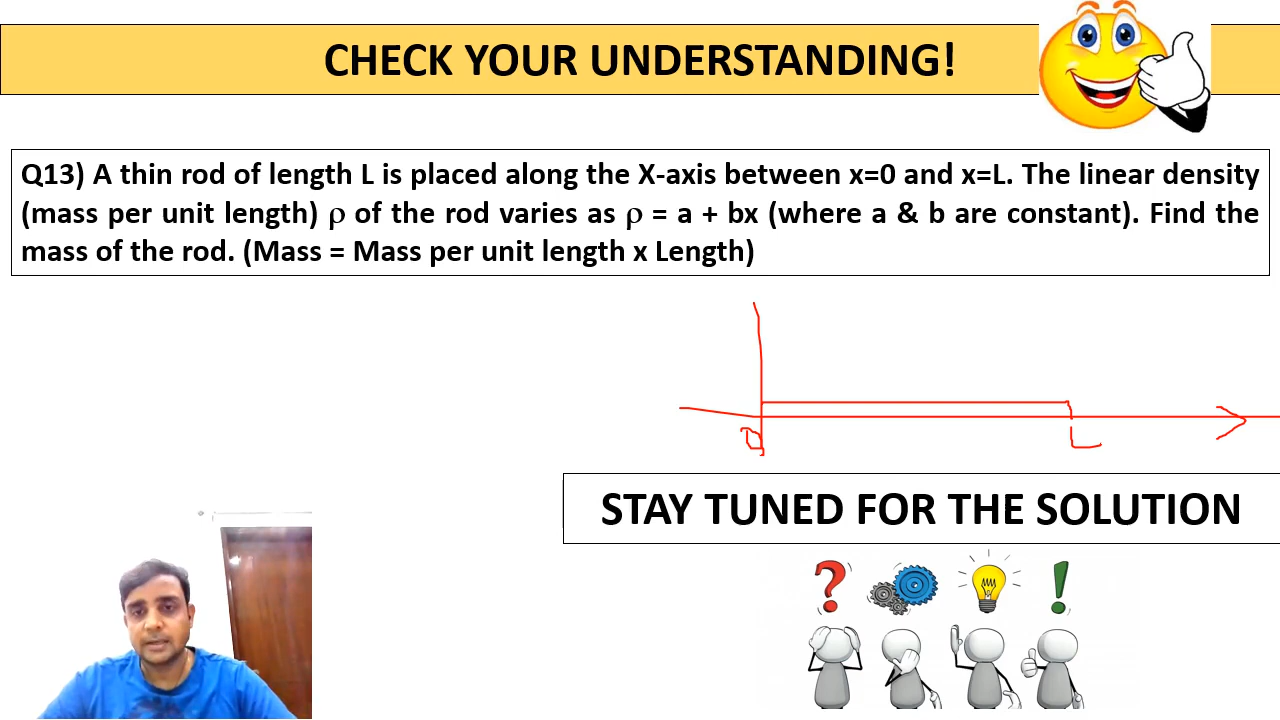 CHECK YOUR UNDERSTANDING!
Q13) A thin rod of length L is placed along the X-axis between x=0 and x=L. The linear density
(mass per unit length) ρ of the rod varies as ρ = a + bx (where a & b are constant). Find the
mass of the rod. (Mass = Mass per unit length x Length)
0
L
STAY TUNED FOR THE SOLUTION
? !